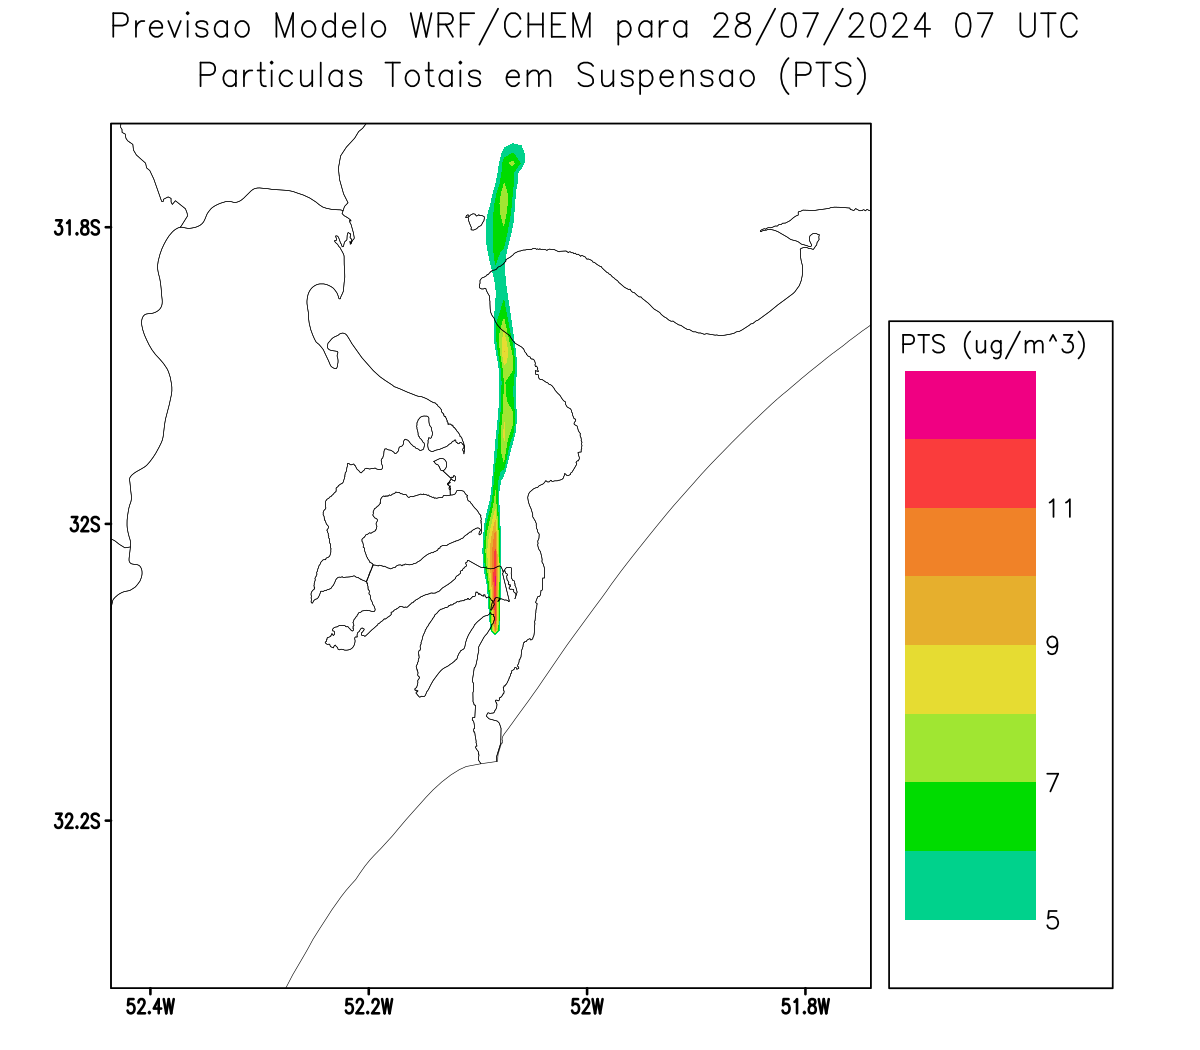 Previsao Modelo WRF/CHEM para 28/07/2024 07 UTC
Particulas Totais em Suspensao (PTS)
31.8S
32S
32.2S
52.4W
52.2W
52W
51.8W
PTS (ug/m^3)
11
9
7
5